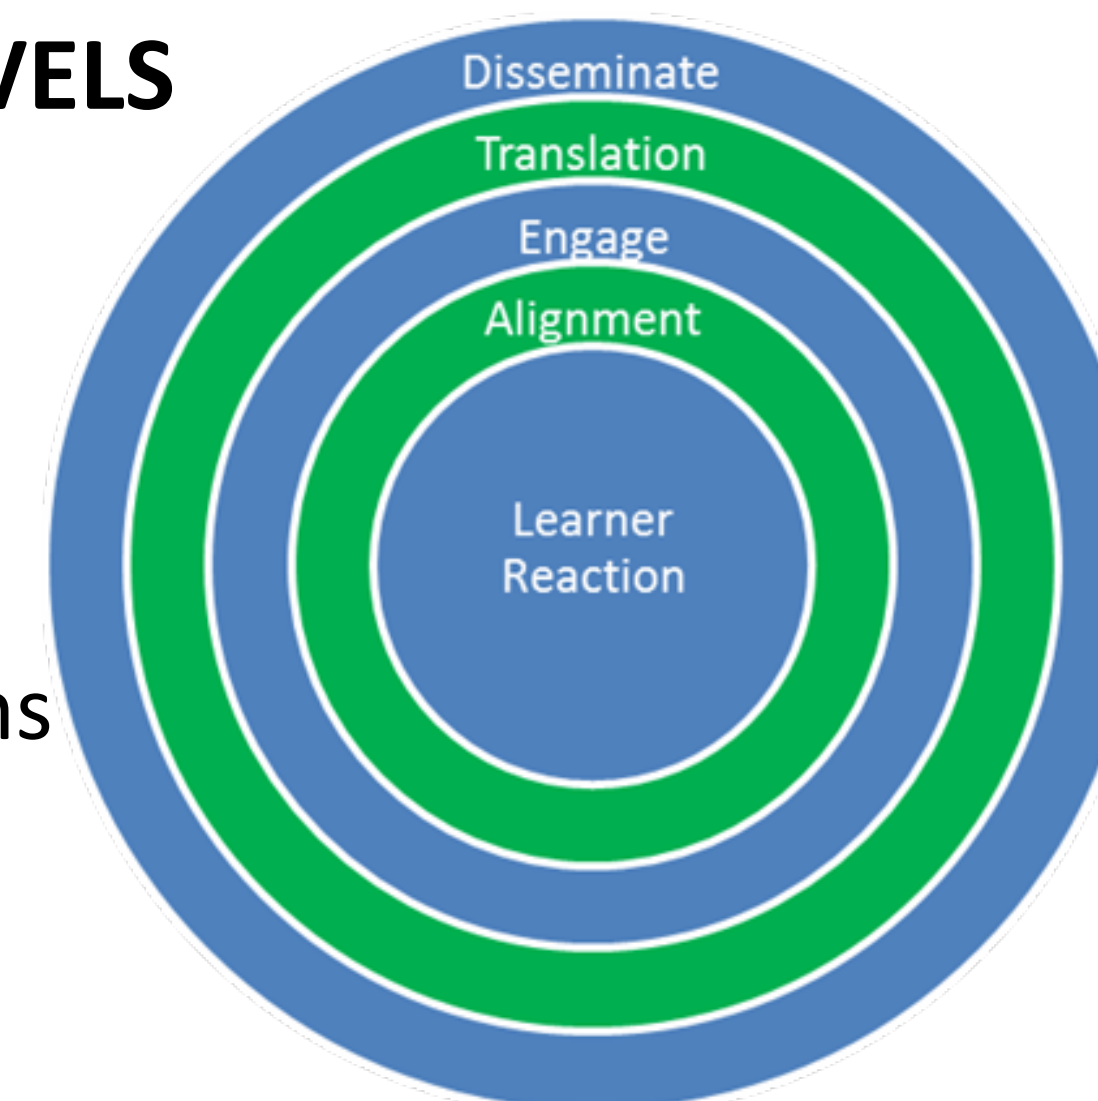 VELS
Disseminate
Translation
Engage
Alignment
Learner
Reaction
ns